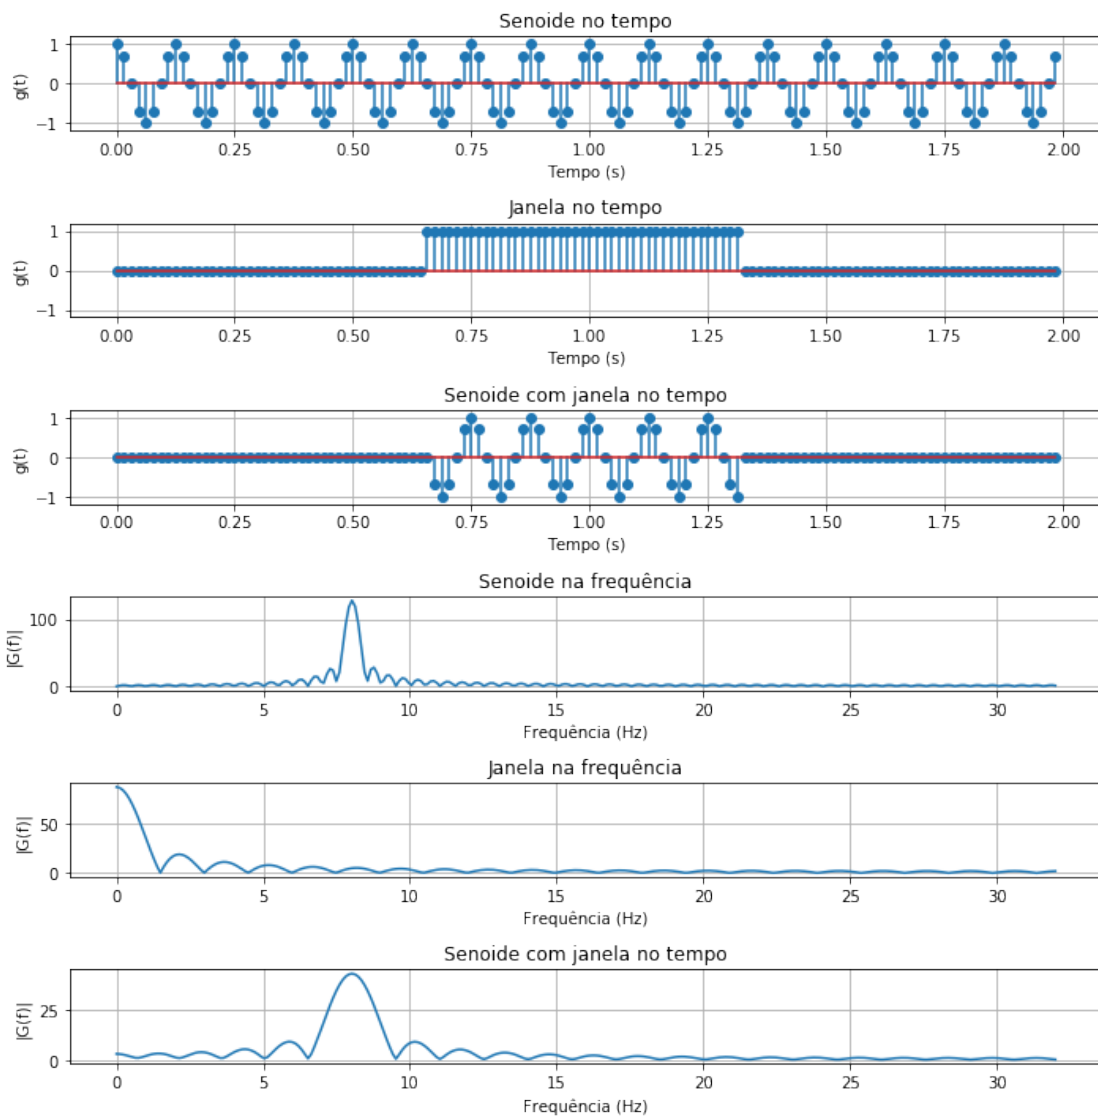 Senoide no tempo
g(t)
1
0
−1
0.00 0.25 0.50 0.75 1.00 1.25 1.50 1.75 2.00
Tempo (s)
Janela no tempo
g(t)
1
0
−1
0.00 0.25 0.50 0.75 1.00 1.25 1.50 1.75 2.00
Tempo (s)
Senoide com janela no tempo
g(t)
1
0
−1
0.00 0.25 0.50 0.75 1.00 1.25 1.50 1.75 2.00
Tempo (s)
Senoide na frequência
|G(f)|
100
0
0 5 10 15 20 25 30
Frequência (Hz)
Janela na frequência
|G(f)|
50
0
0 5 10 15 20 25 30
Frequência (Hz)
Senoide com janela no tempo
|G(f)|
25
0
0 5 10 15 20 25 30
Frequência (Hz)